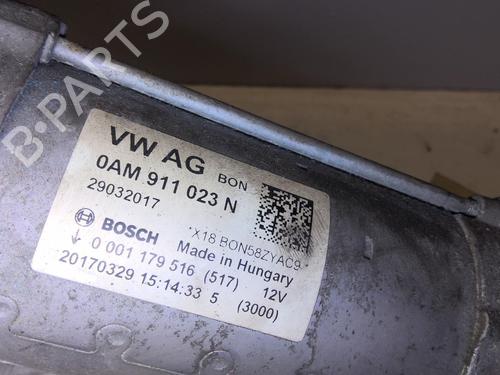 B-PARTS
VW AG BON
0AM 911 023 N
29032017
*X18 BON58ZYAC9*
BOSCH Made in Hungary
0 001 179 516 (517) 12V
20170329 15:14:33 5 (3000)